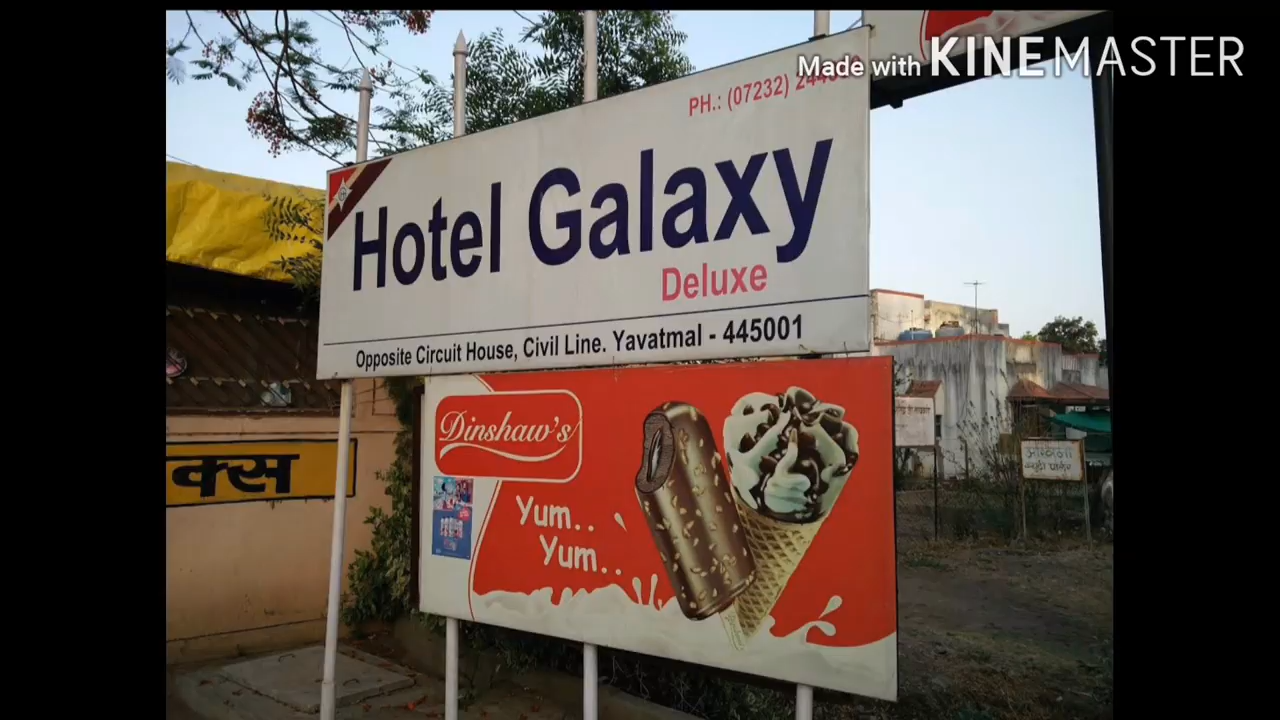 Made with KINEMASTER
PH.: (07232)
Hotel Galaxy
Deluxe
Opposite Circuit House, Civil Line. Yavatmal - 445001
Dinshaw's
Yum..
Yum..
क्स